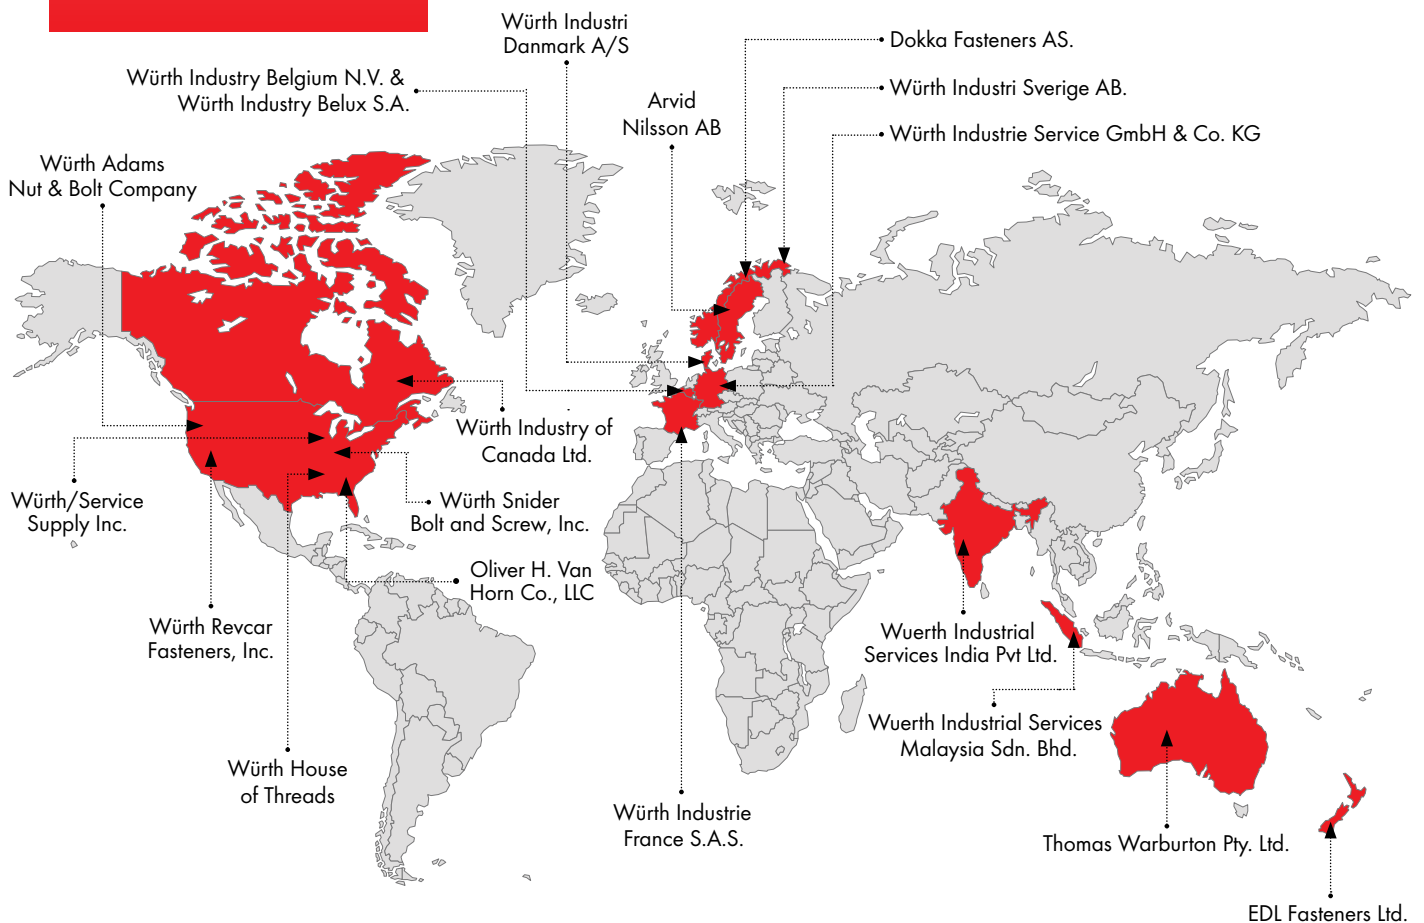 Würth Industri
Danmark A/S
Dokka Fasteners AS.
Würth Industry Belgium N.V. &
Würth Industry Belux S.A.
Würth Industri Sverige AB.
Arvid
Nilsson AB
Würth Industrie Service GmbH & Co. KG
Würth Adams
Nut & Bolt Company
Würth Industry of
Canada Ltd.
Würth/Service
Supply Inc.
Würth Snider
Bolt and Screw, Inc.
Oliver H. Van
Horn Co., LLC
Würth Revcar
Fasteners, Inc.
Wuerth Industrial
Services India Pvt Ltd.
Wuerth Industrial Services
Malaysia Sdn. Bhd.
Würth House
of Threads
Würth Industrie
France S.A.S.
Thomas Warburton Pty. Ltd.
EDL Fasteners Ltd.